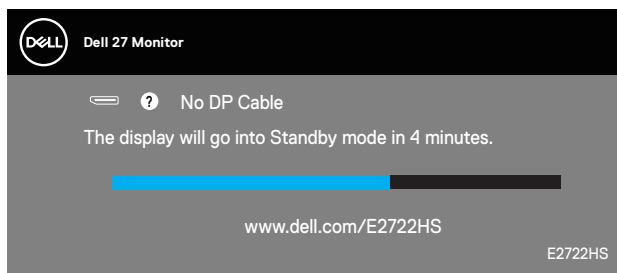 DELL
Dell 27 Monitor
? No DP Cable
The display will go into Standby mode in 4 minutes.
www.dell.com/E2722HS
E2722HS